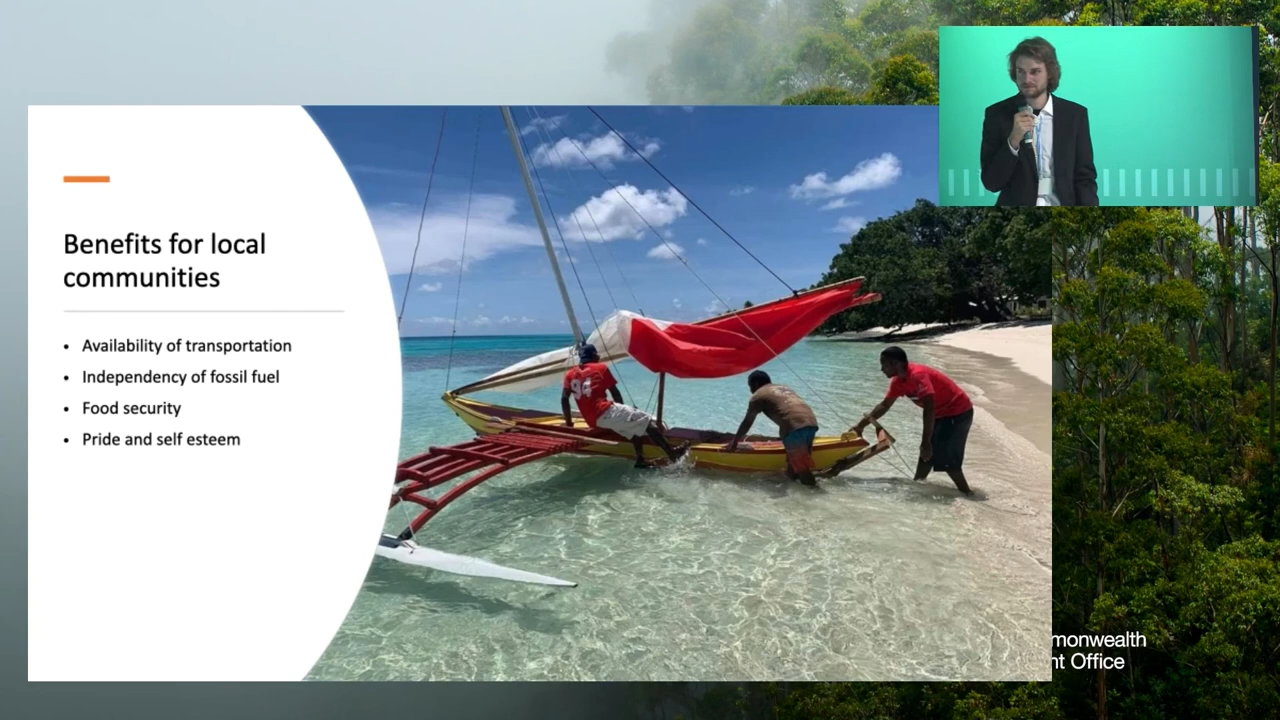 Benefits for local
communities
Availability of transportation
Independency of fossil fuel
Food security
Pride and self esteem
94
monwealth
nt Office